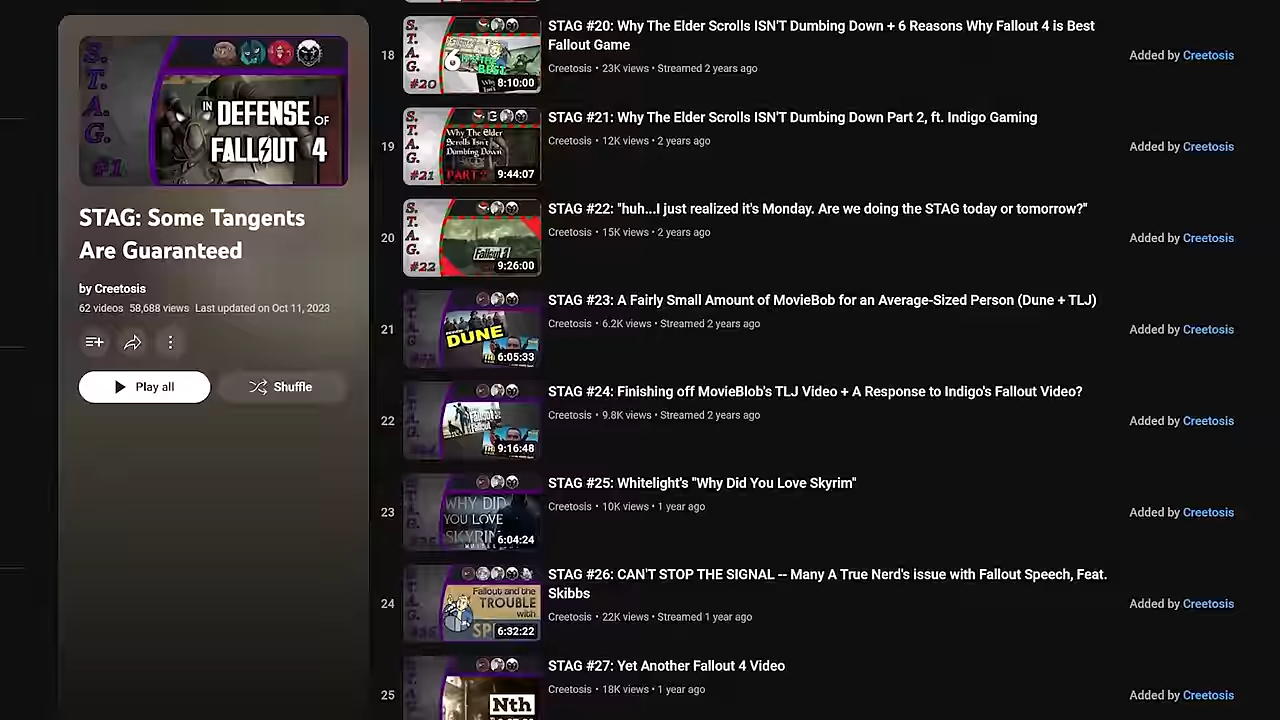 S.
T.
A.
G.
#1
IN DEFENSE OF
FALLOUT 4
STAG: Some Tangents
Are Guaranteed
by Creetosis
62 videos 58,688 views Last updated on Oct 11, 2023
Play all
Shuffle
18
S.
T.
A.
G.
#20
6
THE
BEST
8:10:00
STAG #20: Why The Elder Scrolls ISN'T Dumbing Down + 6 Reasons Why Fallout 4 is Best
Fallout Game
Creetosis • 23K views • Streamed 2 years ago
Added by Creetosis
19
S.
T.
A.
G.
#21
Why The Elder
Scrolls Isn't
Dumbing Down
PART 2
9:44:07
STAG #21: Why The Elder Scrolls ISN'T Dumbing Down Part 2, ft. Indigo Gaming
Creetosis • 12K views • 2 years ago
Added by Creetosis
20
S.
T.
A.
G.
#22
Fallout
9:26:00
STAG #22: "huh...I just realized it's Monday. Are we doing the STAG today or tomorrow?"
Creetosis • 15K views • 2 years ago
Added by Creetosis
21
DUNE
6:05:33
STAG #23: A Fairly Small Amount of MovieBob for an Average-Sized Person (Dune + TLJ)
Creetosis • 6.2K views • Streamed 2 years ago
Added by Creetosis
22
9:16:48
STAG #24: Finishing off MovieBlob's TLJ Video + A Response to Indigo's Fallout Video?
Creetosis • 9.8K views • Streamed 2 years ago
Added by Creetosis
23
WHY DID
YOU LOVE
SKYRIM
6:04:24
STAG #25: Whitelight's "Why Did You Love Skyrim"
Creetosis • 10K views • 1 year ago
Added by Creetosis
24
Fallout and the
TROUBLE
with
SP
6:32:22
STAG #26: CAN'T STOP THE SIGNAL -- Many A True Nerd's issue with Fallout Speech, Feat.
Skibbs
Creetosis • 22K views • Streamed 1 year ago
Added by Creetosis
25
Nth
STAG #27: Yet Another Fallout 4 Video
Creetosis • 18K views • 1 year ago
Added by Creetosis